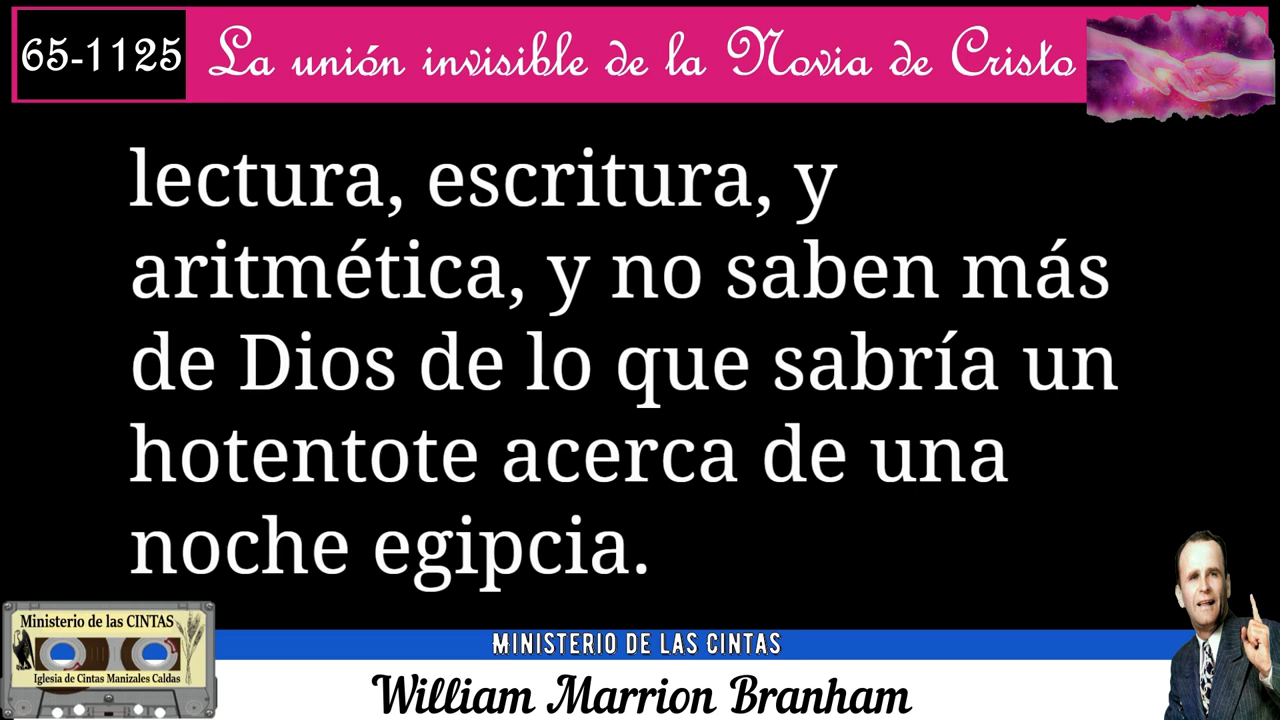 65-1125
La unión invisible de la Novia de Cristo
lectura, escritura, y
aritmética, y no saben más
de Dios de lo que sabría un
hotentote acerca de una
noche egipcia.
Ministerio de las CINTAS
Iglesia de Cintas Manizales Caldas
MINISTERIO DE LAS CINTAS
William Marrion Branham